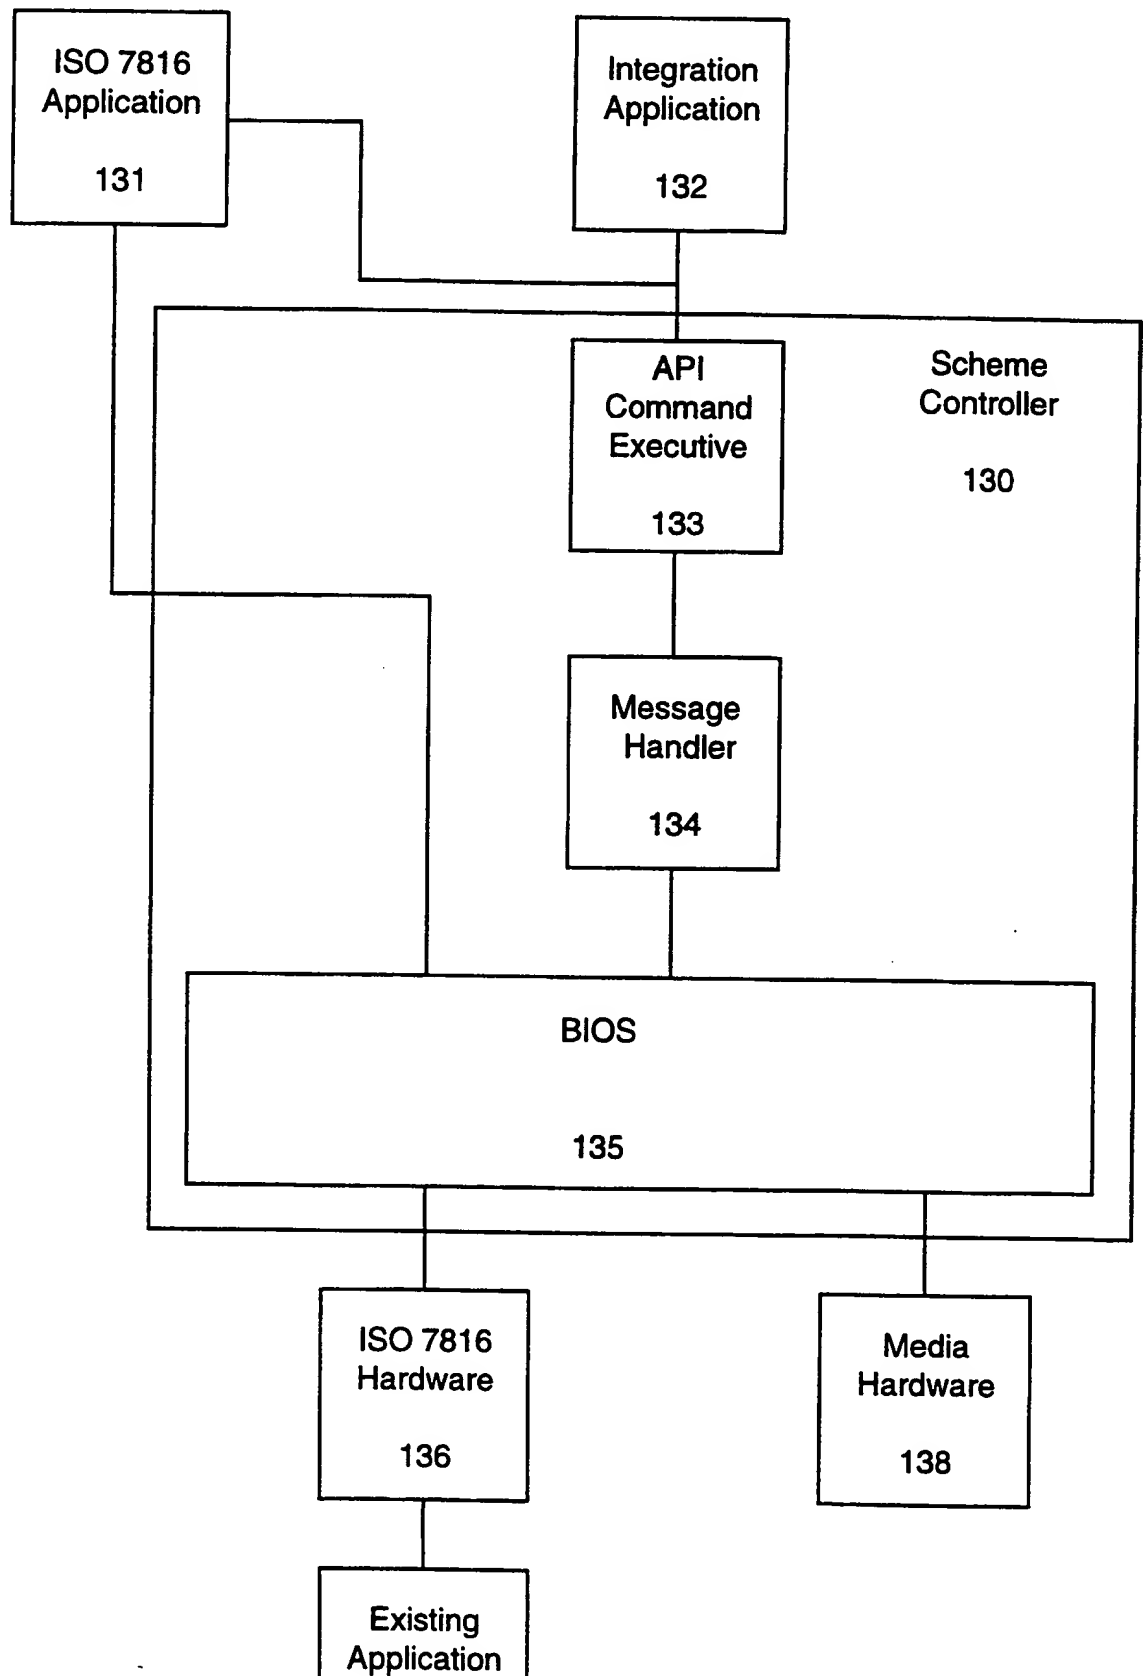 ISO 7816
Application
131
Integration
Application
132
API
Command
Executive
133
Scheme
Controller
130
Message
Handler
134
BIOS
135
ISO 7816
Hardware
136
Media
Hardware
138
Existing
Application